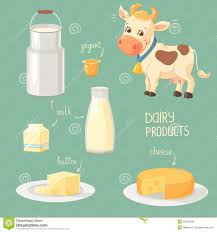 yogurt
milk
DAIRY
PRODUCTS
butter
cheese